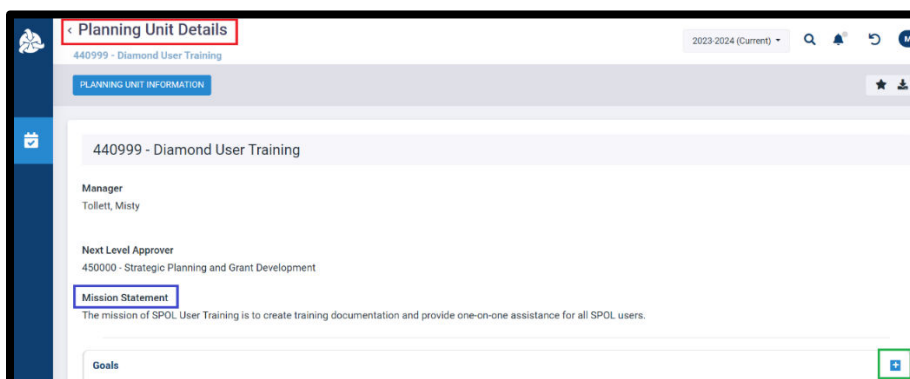 ‹ Planning Unit Details
440999 - Diamond User Training
2023-2024 (Current)
M
PLANNING UNIT INFORMATION
440999 - Diamond User Training
Manager
Tollett, Misty
Next Level Approver
450000 - Strategic Planning and Grant Development
Mission Statement
The mission of SPOL User Training is to create training documentation and provide one-on-one assistance for all SPOL users.
Goals